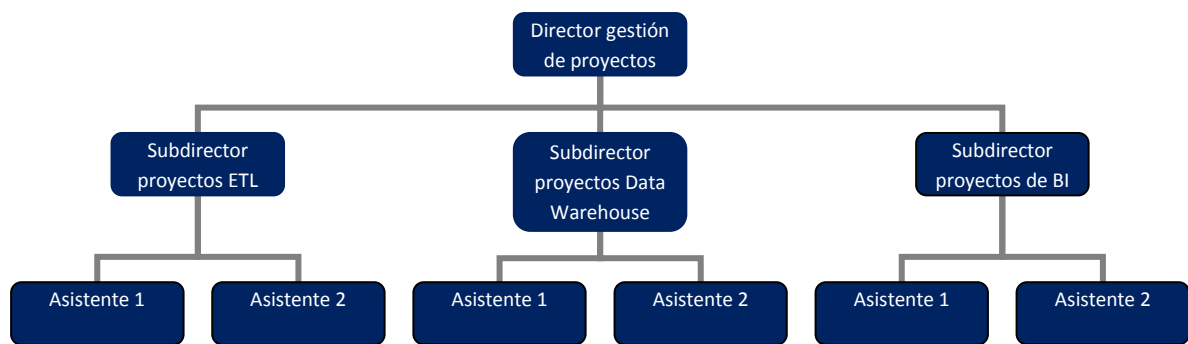 Director gestión
de proyectos
Subdirector
proyectos ETL
Subdirector
proyectos Data
Warehouse
Subdirector
proyectos de BI
Asistente 1
Asistente 2
Asistente 1
Asistente 2
Asistente 1
Asistente 2